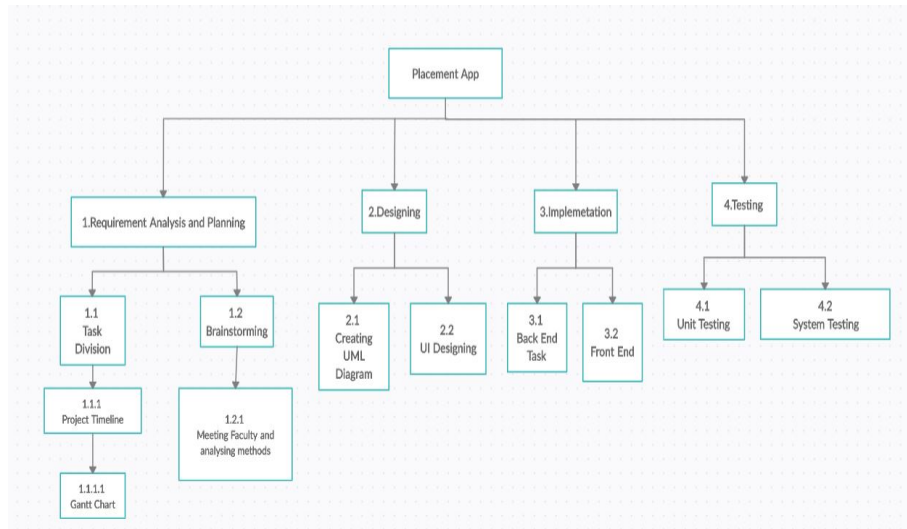 Placement App
1.Requirement Analysis and Planning
2.Designing
3.Implemetation
4.Testing
1.1
Task
Division
1.2
Brainstorming
2.1
Creating
UML
Diagram
2.2
UI Designing
3.1
Back End
Task
3.2
Front End
4.1
Unit Testing
4.2
System Testing
1.1.1
Project Timeline
1.2.1
Meeting Faculty and
analysing methods
1.1.1.1
Gantt Chart